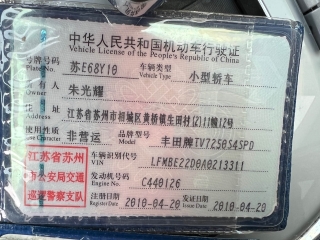 中华人民共和国机动车行驶证
Vehicle License of the People's Republic of China
号牌号码 Plate No. 苏E68Y10 车辆类型 Vehicle Type 小型轿车
所有人 Owner 朱光耀
住址 Address 江苏省苏州市相城区黄桥镇生田村(2)11幢12号
使用性质 Use Character 非营运 品牌型号 Model 丰田牌TV7250S4SPD
江苏省苏州市公安局交通巡逻警察支队
车辆识别代号 VIN LFMBE22D0A0213311
发动机号码 Engine No. C440126
注册日期 Register Date 2010-04-20 发证日期 Issue Date 2010-04-20